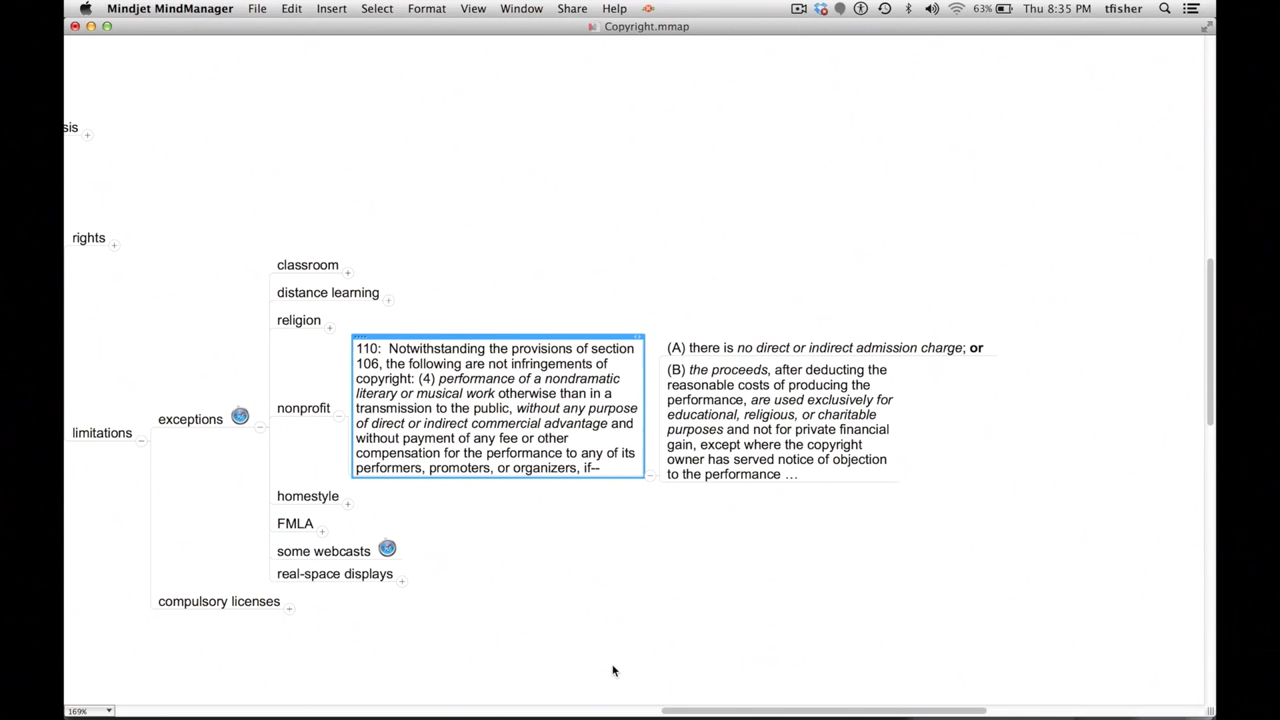 Mindjet MindManager File Edit Insert Select Format View Window Share Help 63% Thu 8:35 PM tfisher
Copyright.mmap
sis
rights
classroom
distance learning
religion
110: Notwithstanding the provisions of section
106, the following are not infringements of
copyright: (4) performance of a nondramatic
literary or musical work otherwise than in a
transmission to the public, without any purpose
of direct or indirect commercial advantage and
without payment of any fee or other
compensation for the performance to any of its
performers, promoters, or organizers, if--
(A) there is no direct or indirect admission charge; or
(B) the proceeds, after deducting the
reasonable costs of producing the
performance, are used exclusively for
educational, religious, or charitable
purposes and not for private financial
gain, except where the copyright
owner has served notice of objection
to the performance …
nonprofit
exceptions
limitations
homestyle
FMLA
some webcasts
real-space displays
compulsory licenses
169%